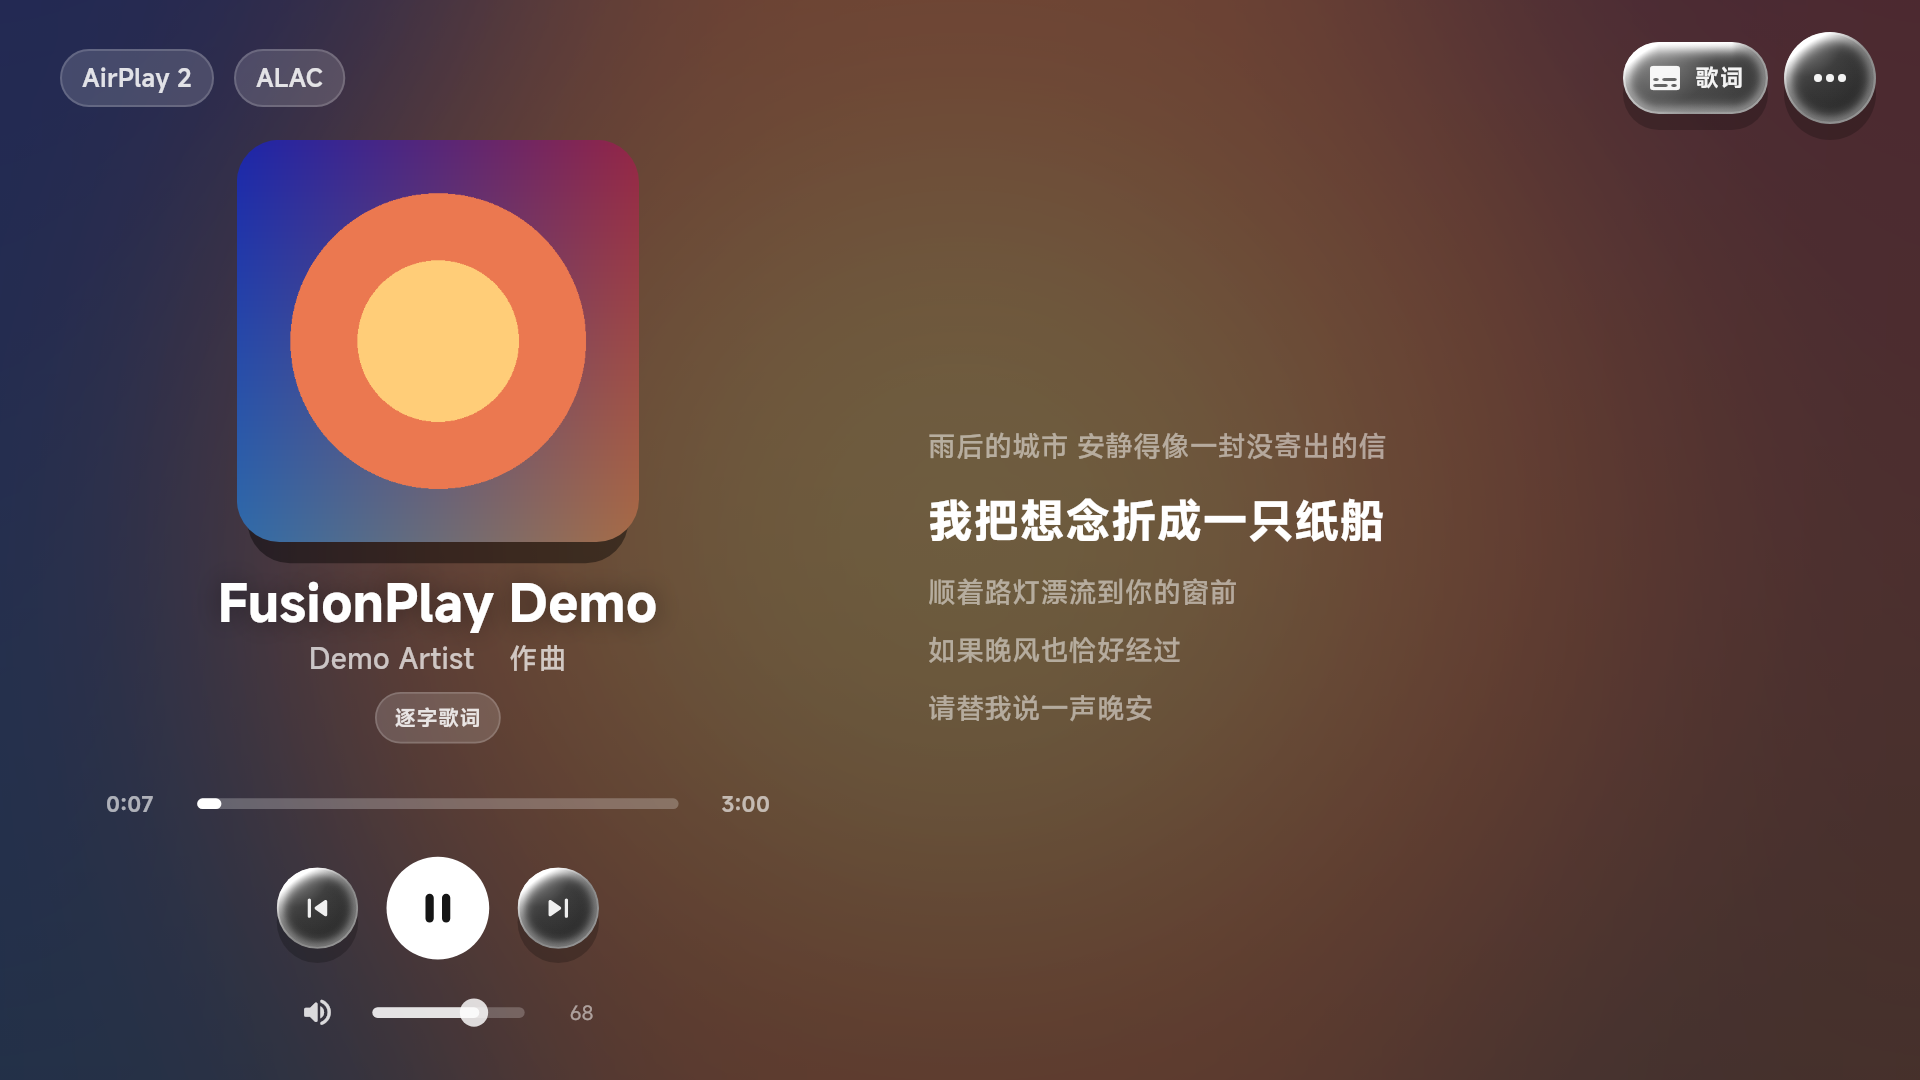 AirPlay 2
ALAC
歌词
FusionPlay Demo
Demo Artist 作曲
逐字歌词
0:07
3:00
68
雨后的城市 安静得像一封没寄出的信
我把想念折成一只纸船
顺着路灯漂流到你的窗前
如果晚风也恰好经过
请替我说一声晚安